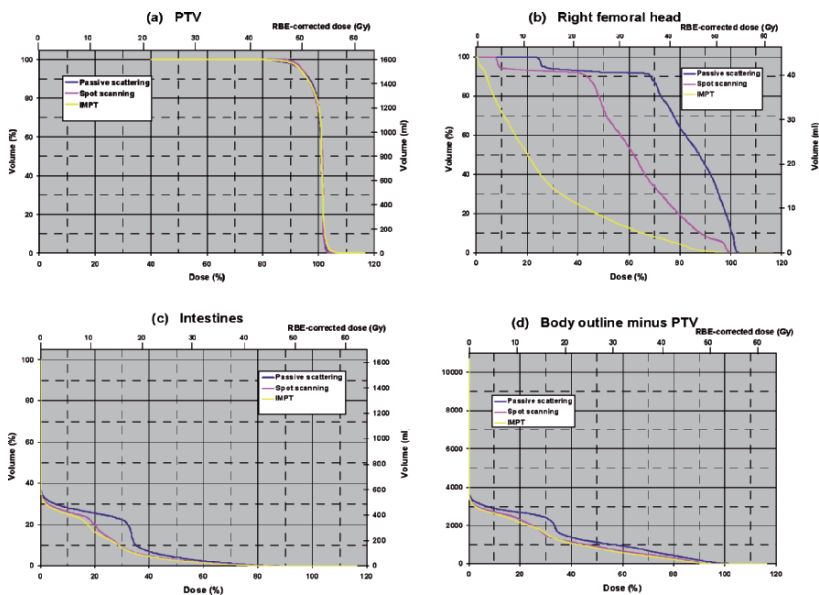 (a) PTV
RBE-corrected dose (Gy)
0 10 20 30 40 50 60
100 80 60 40 20 0
Volume (%)
Passive scattering
Spot scanning
IMPT
1600 1400 1200 1000 800 600 400 200 0
Volume (ml)
0 20 40 60 80 100 120
Dose (%)
(b) Right femoral head
RBE-corrected dose (Gy)
0 10 20 30 40 50 60
100 80 60 40 20 0
Volume (%)
Passive scattering
Spot scanning
IMPT
40 30 20 10 0
Volume (ml)
0 20 40 60 80 100 120
Dose (%)
(c) Intestines
RBE-corrected dose (Gy)
0 10 20 30 40 50 60
100 80 60 40 20 0
Volume (%)
Passive scattering
Spot scanning
IMPT
1600 1400 1200 1000 800 600 400 200 0
Volume (ml
0 20 40 60 80 100 120
Dose (%)
(d) Body outline minus PTV
RBE-corrected dose (Gy)
0 10 20 30 40 50 60
10000 8000 6000 4000 2000 0
Volume (ml)
Passive scattering
Spot scanning
IMPT
0 20 40 60 80 100 120
Dose (%)